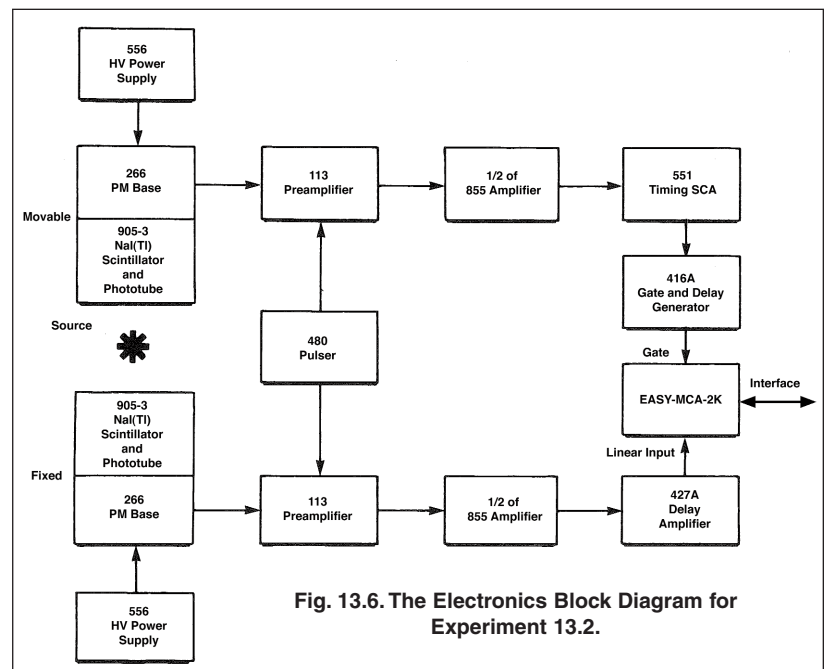 556
HV Power
Supply
266
PM Base
113
Preamplifier
1/2 of
855 Amplifier
551
Timing SCA
Movable
905-3
NaI(Tl)
Scintillator
and
Phototube
416A
Gate and Delay
Generator
Source
480
Pulser
Gate
EASY-MCA-2K
Interface
905-3
NaI(Tl)
Scintillator
and
Phototube
Linear Input
Fixed
266
PM Base
113
Preamplifier
1/2 of
855 Amplifier
427A
Delay
Amplifier
556
HV Power
Supply
Fig. 13.6. The Electronics Block Diagram for
Experiment 13.2.